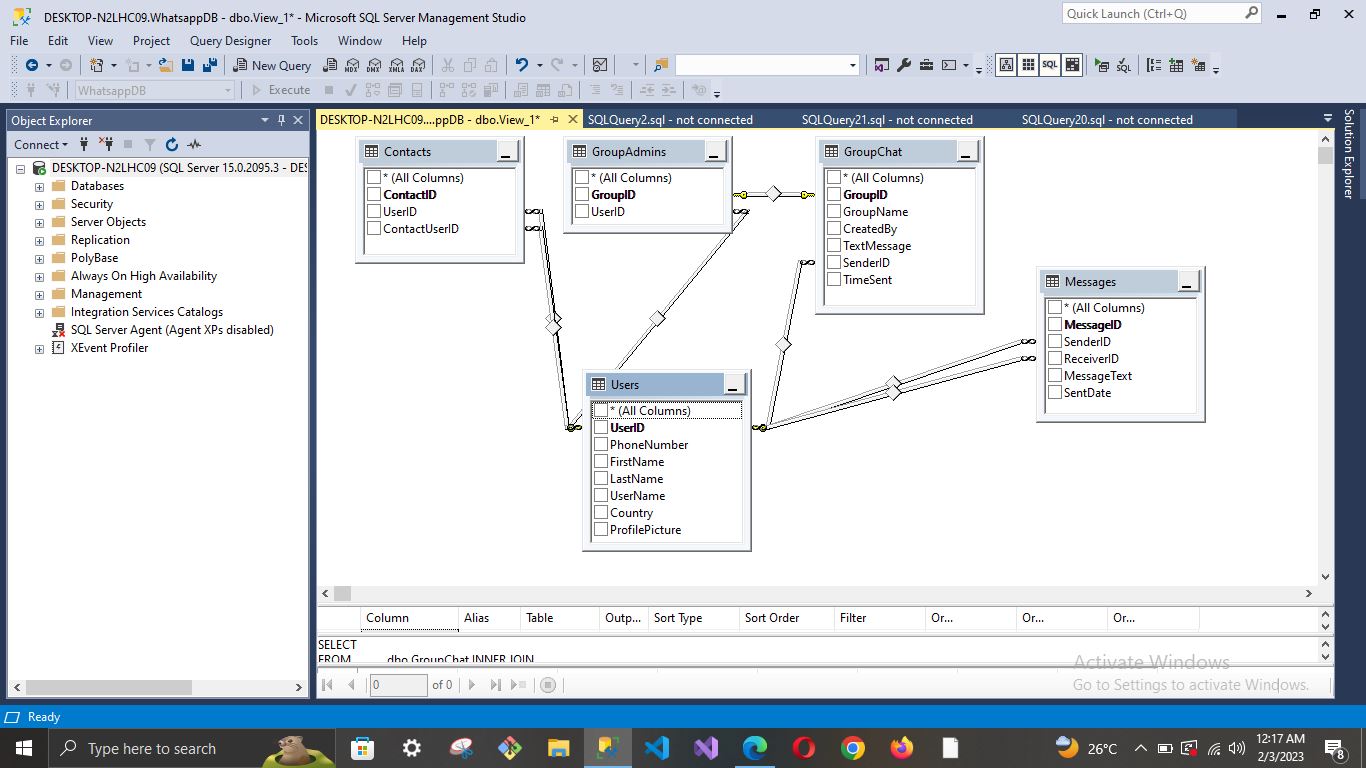 DESKTOP-N2LHC09.WhatsappDB - dbo.View_1* - Microsoft SQL Server Management Studio
Quick Launch (Ctrl+Q)
File Edit View Project Query Designer Tools Window Help
New Query
MDX DMX XMLA DAX
SQL
WhatsappDB
Execute
Object Explorer
DESKTOP-N2LHC09....ppDB - dbo.View_1*
SQLQuery2.sql - not connected
SQLQuery21.sql - not connected
SQLQuery20.sql - not connected
Solution Explorer
Connect
DESKTOP-N2LHC09 (SQL Server 15.0.2095.3 - DES
Databases
Security
Server Objects
Replication
PolyBase
Always On High Availability
Management
Integration Services Catalogs
SQL Server Agent (Agent XPs disabled)
XEvent Profiler
Contacts
* (All Columns)
ContactID
UserID
ContactUserID
GroupAdmins
* (All Columns)
GroupID
UserID
GroupChat
* (All Columns)
GroupID
GroupName
CreatedBy
TextMessage
SenderID
TimeSent
Messages
* (All Columns)
MessageID
SenderID
ReceiverID
MessageText
SentDate
Users
* (All Columns)
UserID
PhoneNumber
FirstName
LastName
UserName
Country
ProfilePicture
Column Alias Table Outp... Sort Type Sort Order Filter Or... Or... Or...
SELECT
FROM dbo.GroupChat INNER JOIN
0 of 0
Activate Windows
Go to Settings to activate Windows.
Ready
Type here to search
26°C
12:17 AM
2/3/2023
8